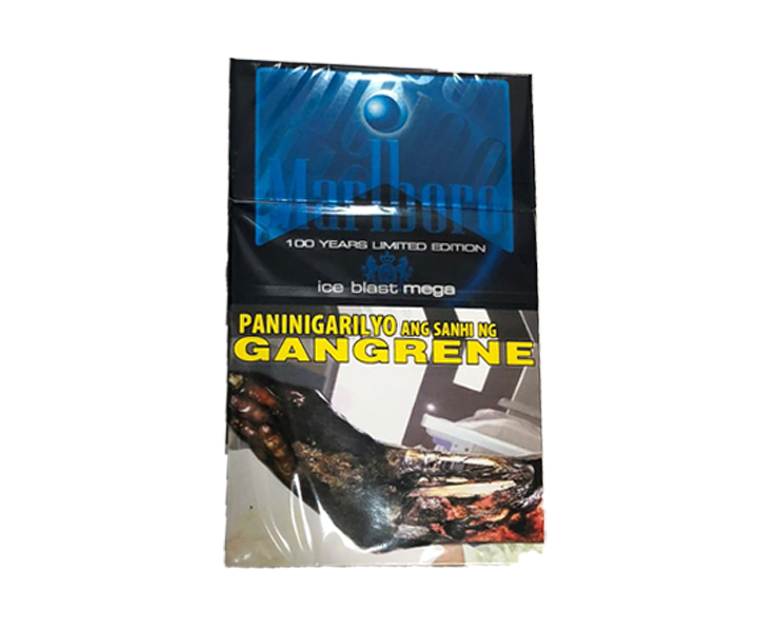 Marlboro
100 YEARS LIMITED EDITION
ice blast mega
PANINIGARILYO ANG SANHI NG
GANGRENE